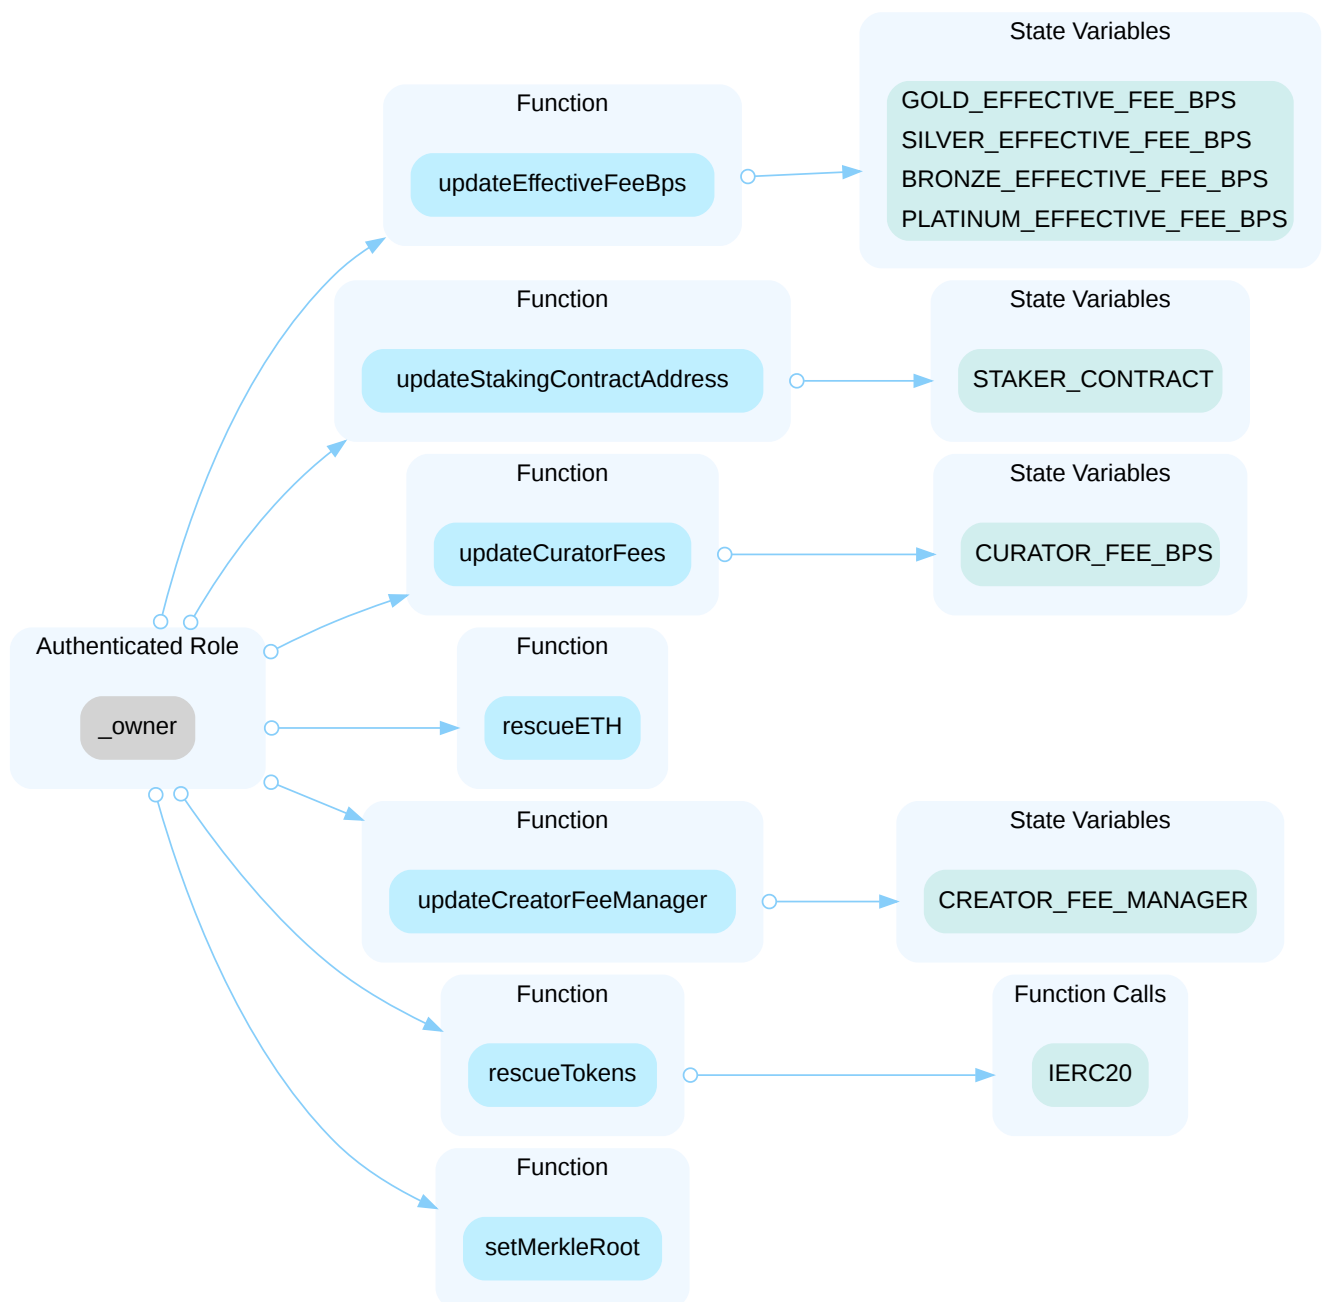 State Variables
GOLD_EFFECTIVE_FEE_BPS
SILVER_EFFECTIVE_FEE_BPS
BRONZE_EFFECTIVE_FEE_BPS
PLATINUM_EFFECTIVE_FEE_BPS
Function
updateEffectiveFeeBps
Function
updateStakingContractAddress
State Variables
STAKER_CONTRACT
Function
updateCuratorFees
State Variables
CURATOR_FEE_BPS
Authenticated Role
_owner
Function
rescueETH
Function
updateCreatorFeeManager
State Variables
CREATOR_FEE_MANAGER
Function
rescueTokens
Function Calls
IERC20
Function
setMerkleRoot